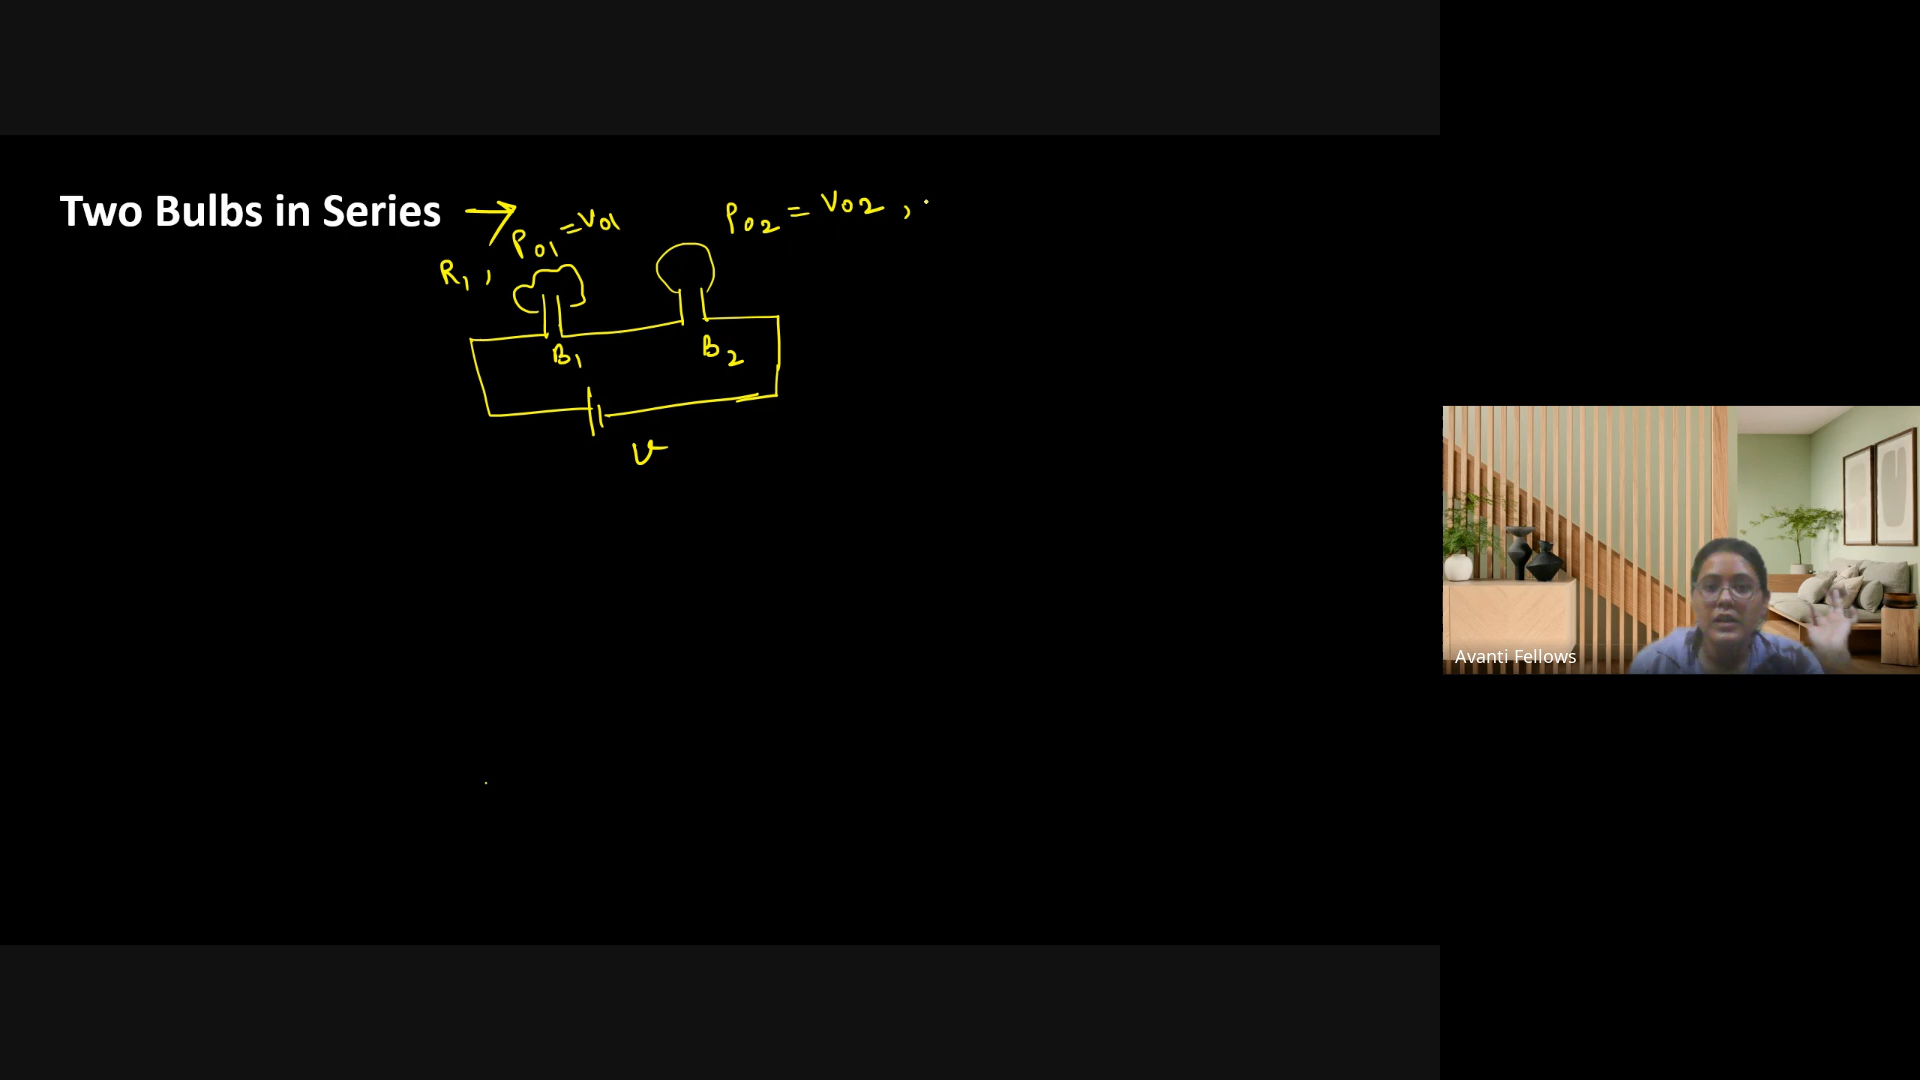 Two Bulbs in Series →
R1, P01 = V01
P02 = V02 ,
B1
B2
V
Avanti Fellows